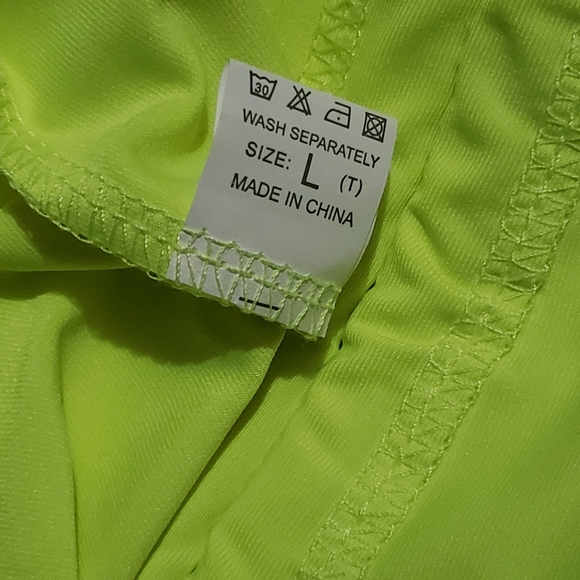 30
WASH SEPARATELY
SIZE: L (T)
MADE IN CHINA